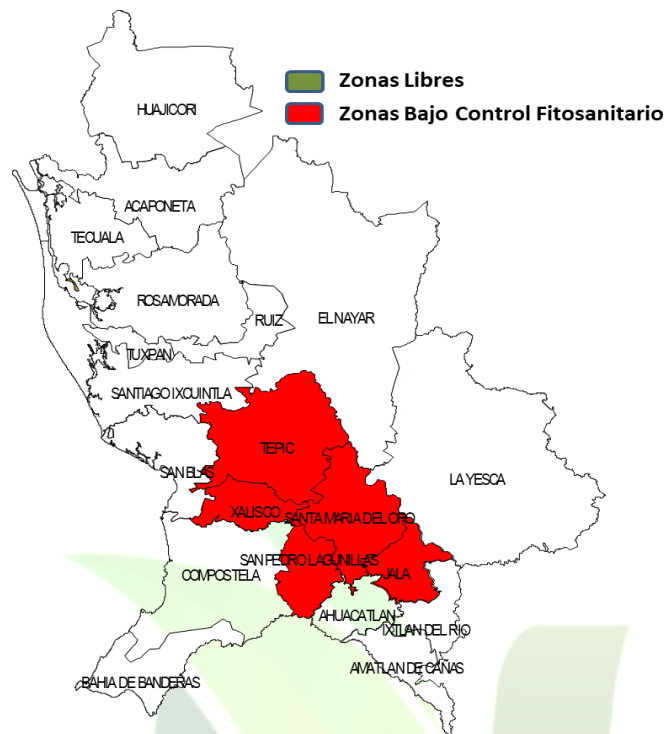 Zonas Libres
Zonas Bajo Control Fitosanitario
HUAJICORI
ACAPONETA
TECUALA
ROSAMORADA
RUIZ
EL NAYAR
TUXPAN
SANTIAGO IXCUINTLA
TEPIC
SAN BLAS
LA YESCA
XALISCO
SANTA MARIA DEL ORO
SAN PEDRO LAGUNILLAS
COMPOSTELA
JALA
AHUACATLAN
IXTLAN DEL RIO
AMATLAN DE CAÑAS
BAHIA DE BANDERAS